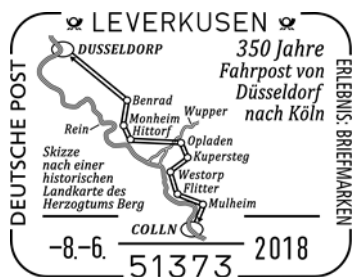 LEVERKUSEN
DÜSSELDORP
350 Jahre
Fahrpost von
Düsseldorf
nach Köln
DEUTSCHE POST
ERLEBNIS: BRIEFMARKEN
Benrad
Monheim
Hittorf
Wupper
Rein
Opladen
Kupersteg
Westorp
Flitter
Mulheim
Skizze
nach einer
historischen
Landkarte des
Herzogtums Berg
COLLN
-8.-6. 2018
51373